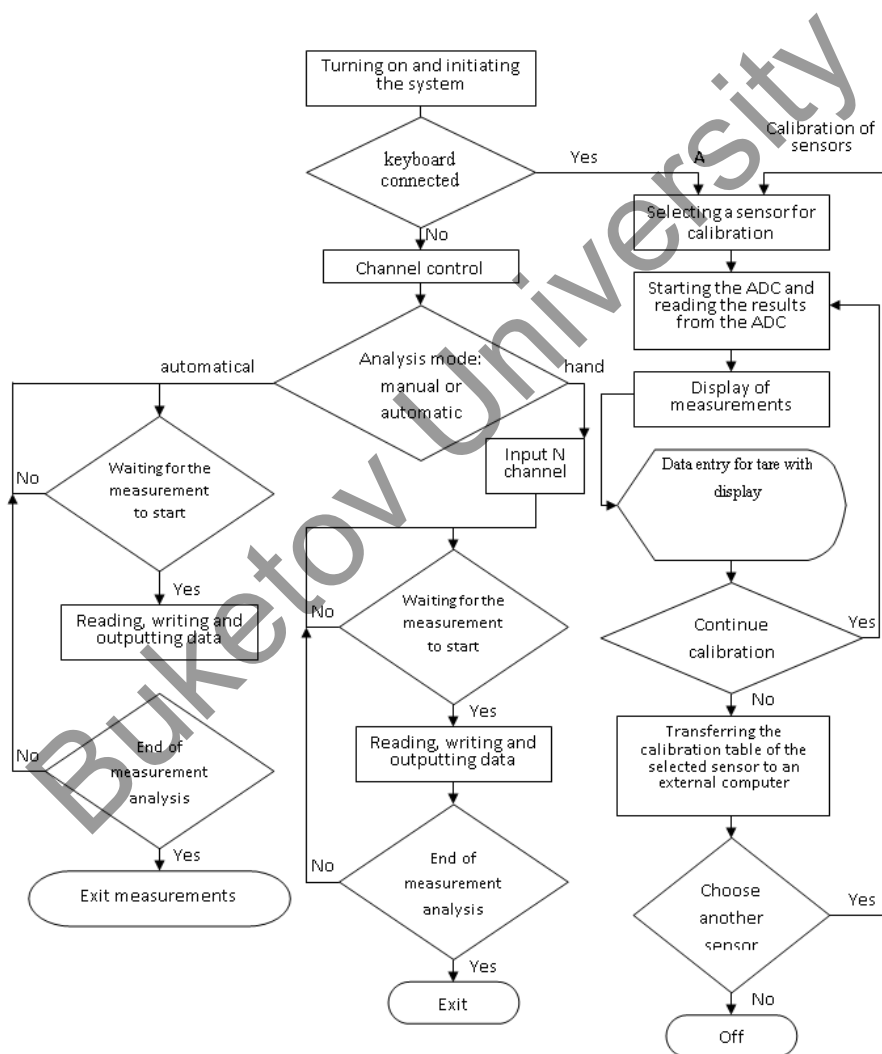 Turning on and initiating
the system
keyboard
connected
Yes
A
Calibration of
sensors
No
Selecting a sensor for
calibration
Channel control
Starting the ADC and
reading the results
from the ADC
automatical
Analysis mode:
manual or
automatic
hand
Display of
measurements
Input N
channel
No
Waiting for the
measurement
to start
Data entry for tare with
display
Yes
Reading, writing and
outputting data
No
Waiting for the
measurement
to start
Continue
calibration
Yes
No
Yes
No
End of
measurement
analysis
Reading, writing and
outputting data
Transferring the
calibration table of the
selected sensor to an
external computer
Yes
Exit measurements
No
End of
measurement
analysis
Choose
another
sensor
Yes
Yes
Exit
No
Off
Buketov University